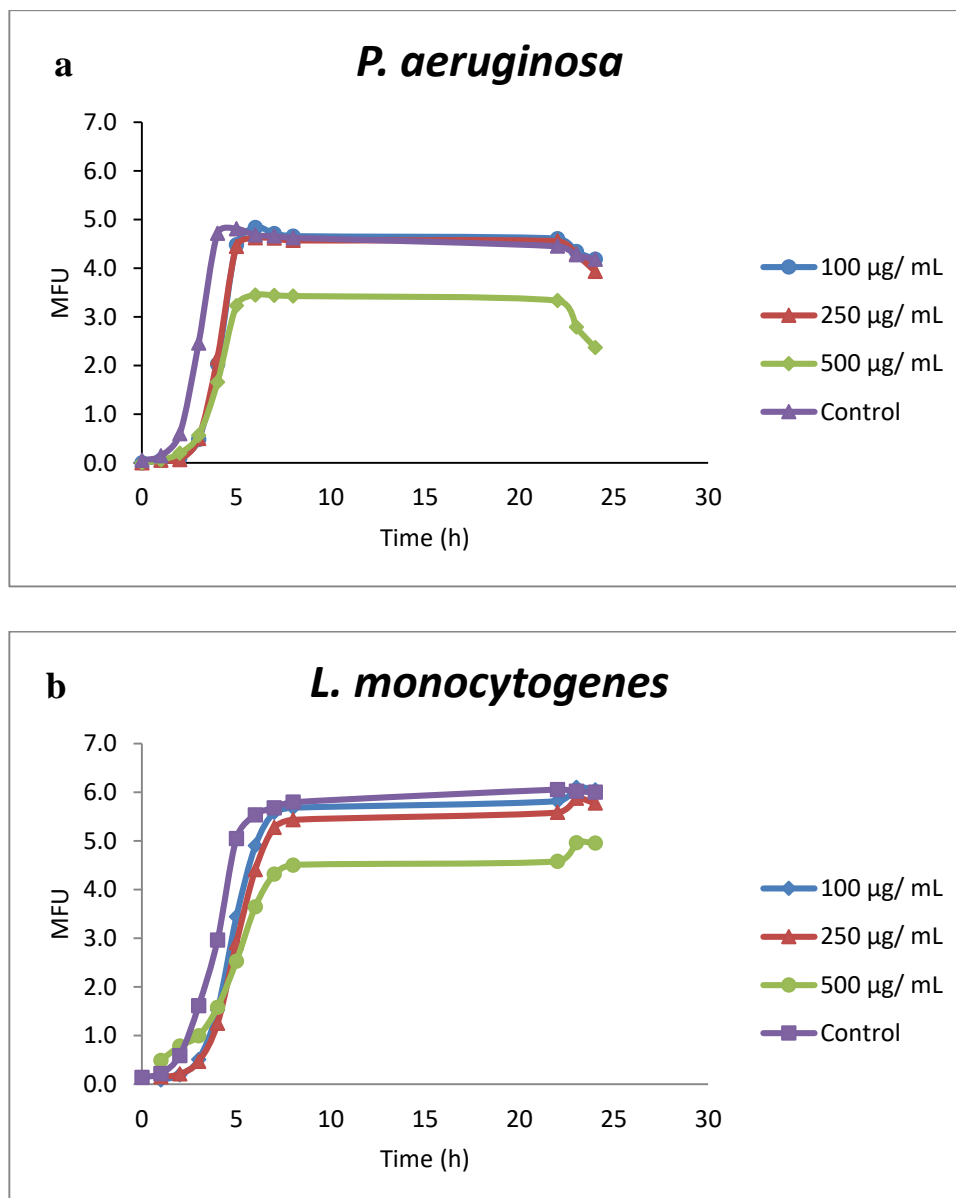 a
P. aeruginosa
7.0
6.0
5.0
4.0
3.0
2.0
1.0
0.0
MFU
0 5 10 15 20 25 30
Time (h)
100 µg/ mL
250 µg/ mL
500 µg/ mL
Control
b
L. monocytogenes
7.0
6.0
5.0
4.0
3.0
2.0
1.0
0.0
MFU
0 5 10 15 20 25 30
Time (h)
100 µg/ mL
250 µg/ mL
500 µg/ mL
Control